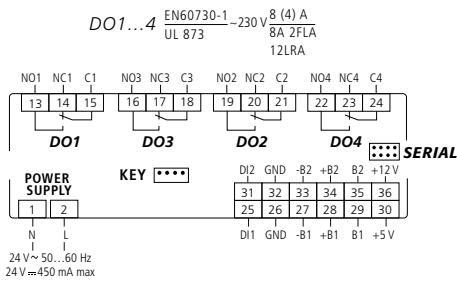 DO1...4 EN60730-1 ~230 V 8 (4) A
UL 873 8A 2FLA
12LRA
NO1 NC1 C1 NO3 NC3 C3 NO2 NC2 C2 NO4 NC4 C4
13 14 15 16 17 18 19 20 21 22 23 24
DO1 DO3 DO2 DO4
SERIAL
KEY
POWER
SUPPLY
DI2 GND -B2 +B2 B2 +12 V
31 32 33 34 35 36
1 2 25 26 27 28 29 30
N L DI1 GND -B1 +B1 B1 +5 V
24 V ~ 50...60 Hz
24 V ⎓ 450 mA max